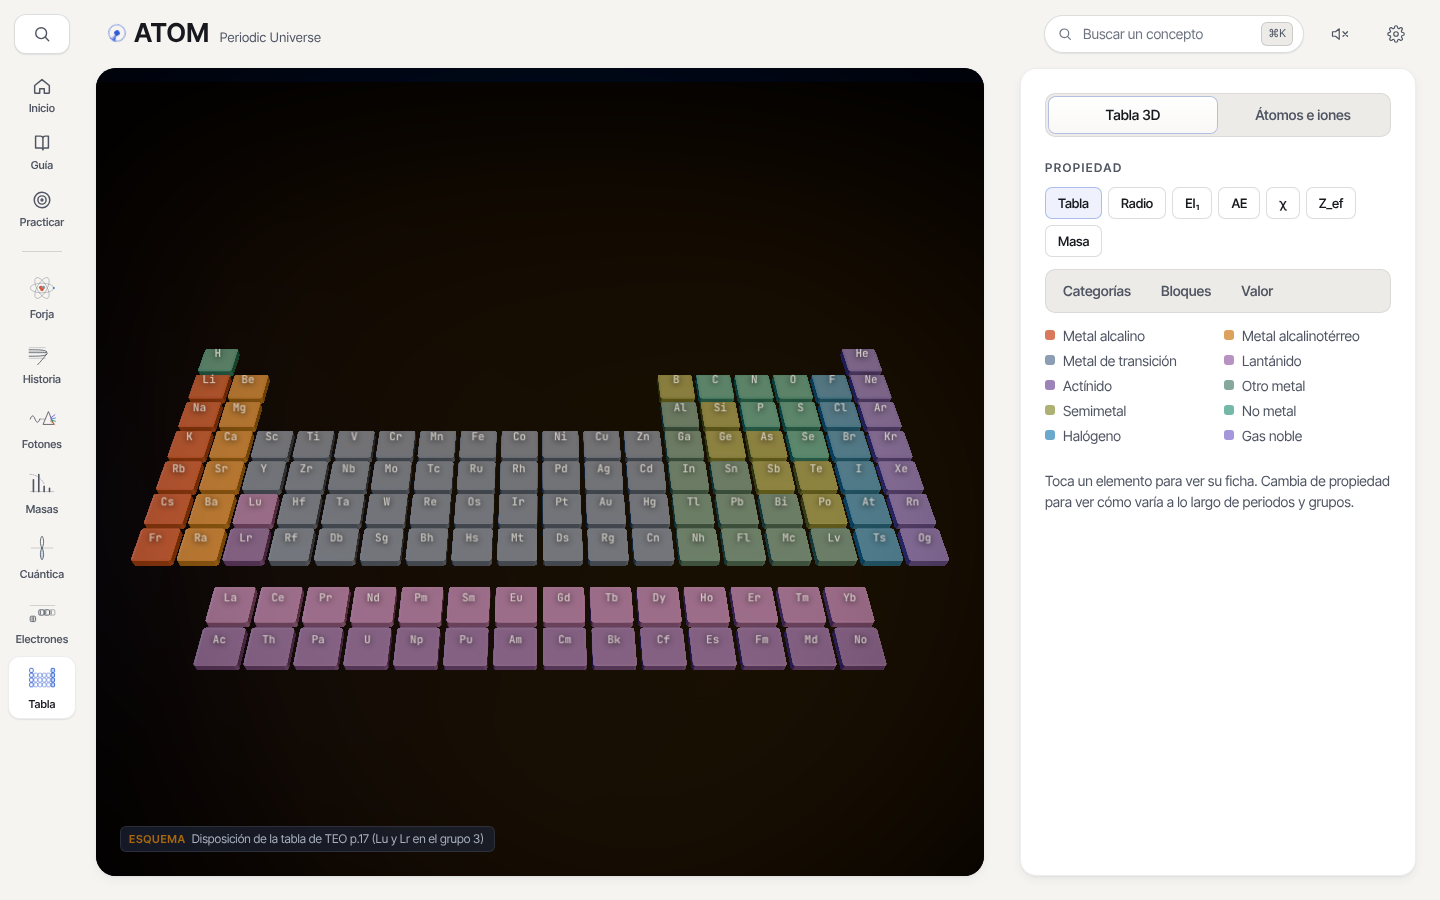 ATOM Periodic Universe
Buscar un concepto ⌘K
Inicio
Guía
Practicar
Forja
Historia
Fotones
Masas
Cuántica
Electrones
Tabla
H He
Li Be B C N O F Ne
Na Mg Al Si P S Cl Ar
K Ca Sc Ti V Cr Mn Fe Co Ni Cu Zn Ga Ge As Se Br Kr
Rb Sr Y Zr Nb Mo Tc Ru Rh Pd Ag Cd In Sn Sb Te I Xe
Cs Ba Lu Hf Ta W Re Os Ir Pt Au Hg Tl Pb Bi Po At Rn
Fr Ra Lr Rf Db Sg Bh Hs Mt Ds Rg Cn Nh Fl Mc Lv Ts Og
La Ce Pr Nd Pm Sm Eu Gd Tb Dy Ho Er Tm Yb
Ac Th Pa U Np Pu Am Cm Bk Cf Es Fm Md No
ESQUEMA Disposición de la tabla de TEO p.17 (Lu y Lr en el grupo 3)
Tabla 3D Átomos e iones
PROPIEDAD
Tabla Radio EI₁ AE χ Z_ef
Masa
Categorías Bloques Valor
Metal alcalino Metal alcalinotérreo
Metal de transición Lantánido
Actínido Otro metal
Semimetal No metal
Halógeno Gas noble
Toca un elemento para ver su ficha. Cambia de propiedad
para ver cómo varía a lo largo de periodos y grupos.